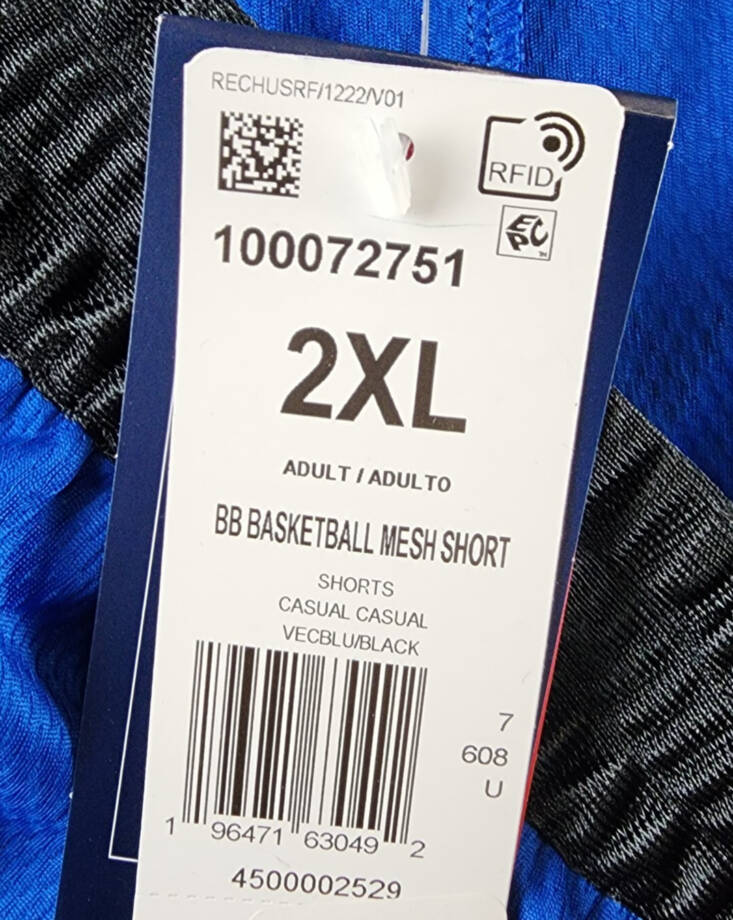 RECHUSRF/1222/V01
RFID
EPC
TM
100072751
2XL
ADULT / ADULTO
BB BASKETBALL MESH SHORT
SHORTS
CASUAL CASUAL
VECBLU/BLACK
7
608
U
1 96471 63049 2
4500002529